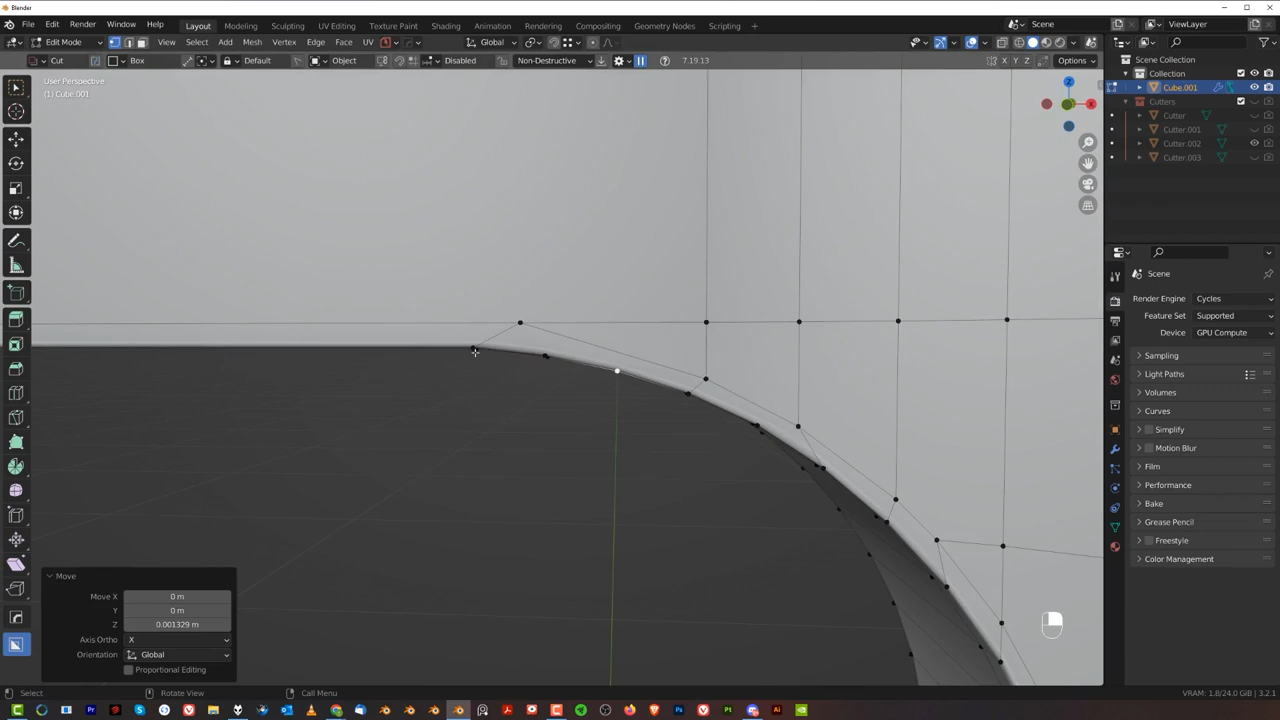 Blender
File Edit Render Window Help Layout Modeling Sculpting UV Editing Texture Paint Shading Animation Rendering Compositing Geometry Nodes Scripting + Scene ViewLayer
Edit Mode View Select Add Mesh Vertex Edge Face UV Global
Cut Box Default Object Disabled Non-Destructive 7.19.13 X Y Z Options
User Perspective
(1) Cube.001
Z
X
Scene Collection
Collection
Cube.001
Cutters
Cutter
Cutter.001
Cutter.002
Cutter.003
Scene
Render Engine Cycles
Feature Set Supported
Device GPU Compute
Sampling
Light Paths
Volumes
Curves
Simplify
Motion Blur
Film
Performance
Bake
Grease Pencil
Freestyle
Color Management
Move
Move X 0 m
Y 0 m
Z 0.001329 m
Axis Ortho X
Orientation Global
Proportional Editing
Select Rotate View Call Menu VRAM: 1.8/24.0 GiB | 3.2.1